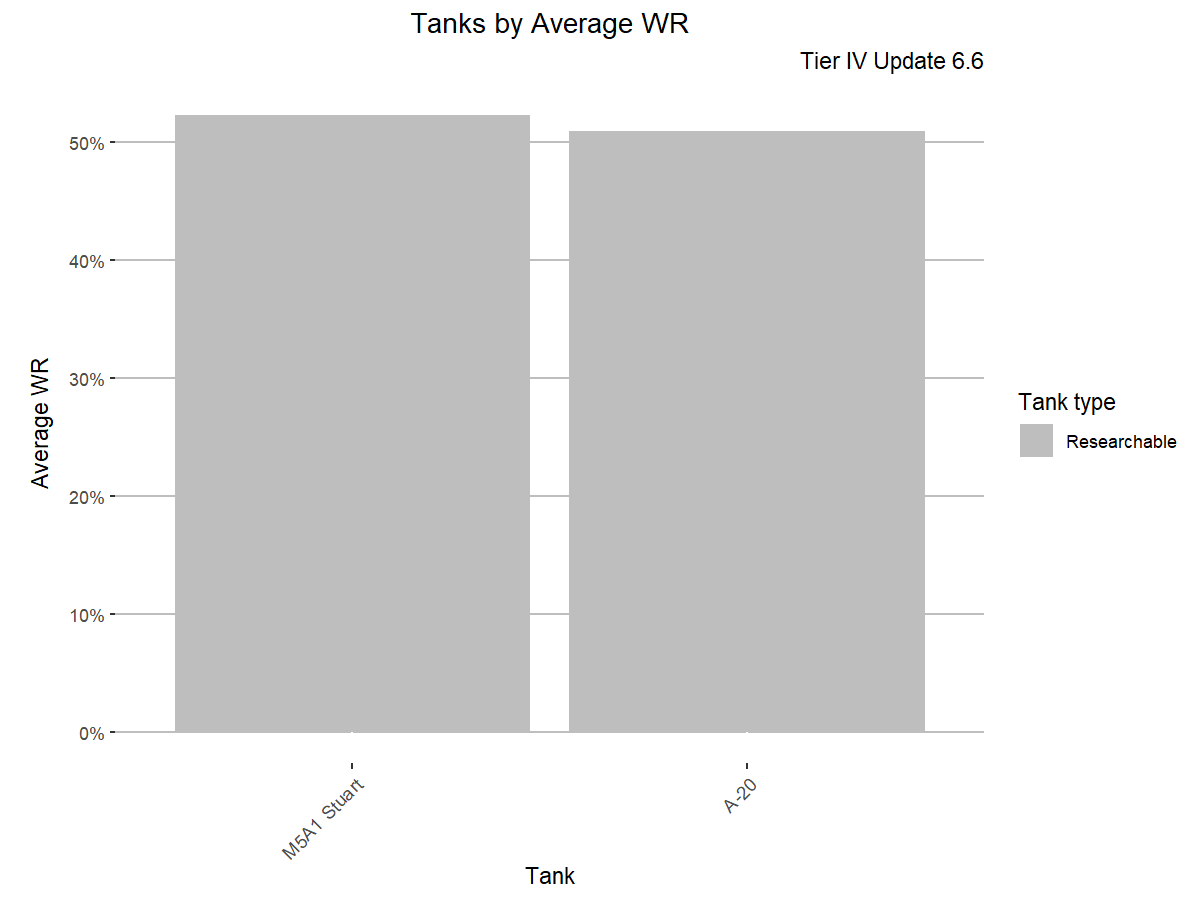 Tanks by Average WR
Tier IV Update 6.6
Average WR
50%
40%
30%
20%
10%
0%
M5A1 Stuart
A-20
Tank
Tank type
Researchable